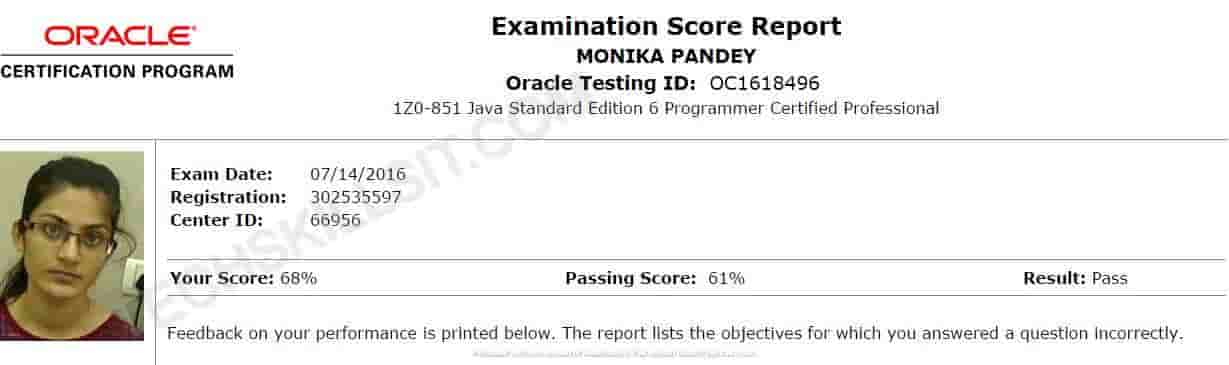 ORACLE
CERTIFICATION PROGRAM
Examination Score Report
MONIKA PANDEY
Oracle Testing ID: OC1618496
1Z0-851 Java Standard Edition 6 Programmer Certified Professional
Exam Date: 07/14/2016
Registration: 302535597
Center ID: 66956
Your Score: 68% Passing Score: 61% Result: Pass
Feedback on your performance is printed below. The report lists the objectives for which you answered a question incorrectly.
ECHSKILLSIT.COM